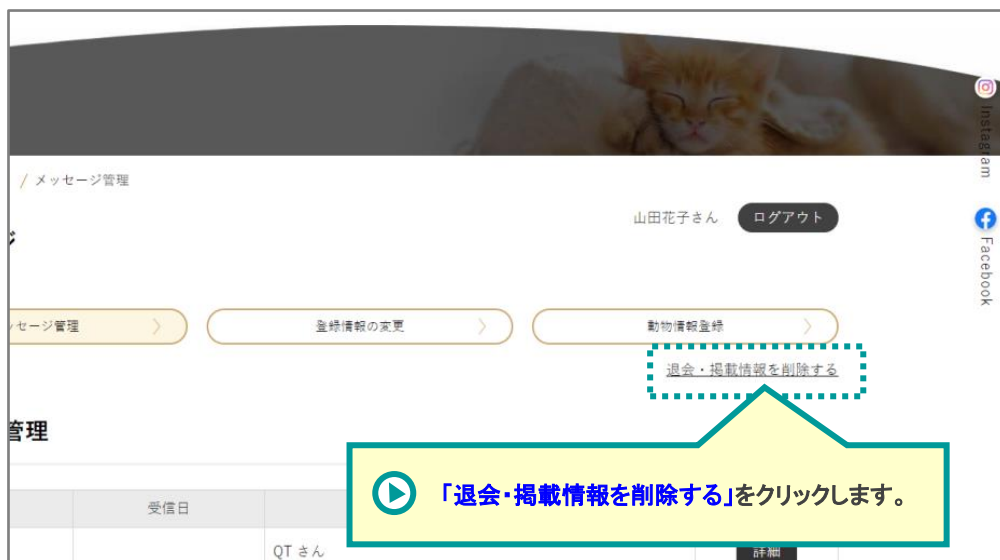 Instagram
/ メッセージ管理
山田花子さん ログアウト
Facebook
ッセージ管理 登録情報の変更 動物情報登録
退会・掲載情報を削除する
管理
「退会・掲載情報を削除する」をクリックします。
受信日
QT さん 詳細